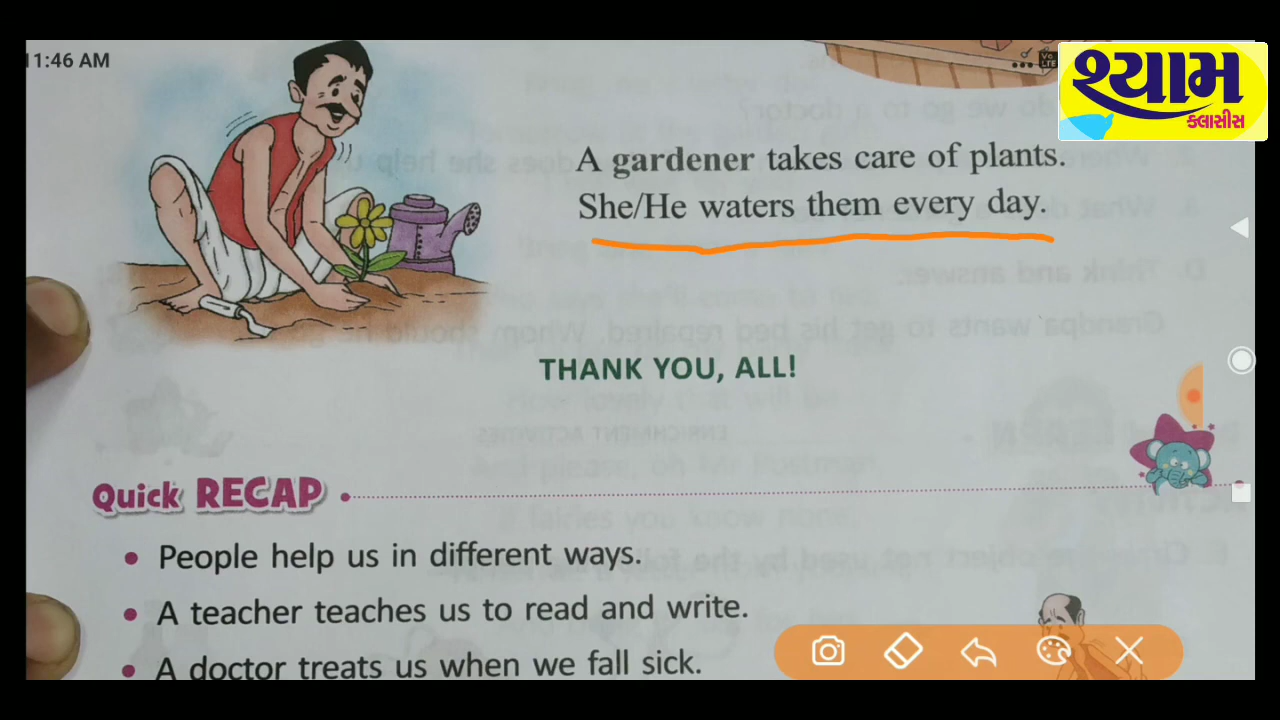 11:46 AM
શ્યામ
કલાસીસ
A gardener takes care of plants.
She/He waters them every day.
THANK YOU, ALL!
Quick RECAP
• People help us in different ways.
• A teacher teaches us to read and write.
• A doctor treats us when we fall sick.